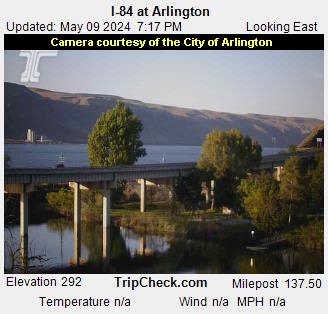 I-84 at Arlington
Updated: May 09 2024 7:17 PM Looking East
Camera courtesy of the City of Arlington
Elevation 292 TripCheck.com Milepost 137.50
Temperature n/a Wind n/a MPH n/a